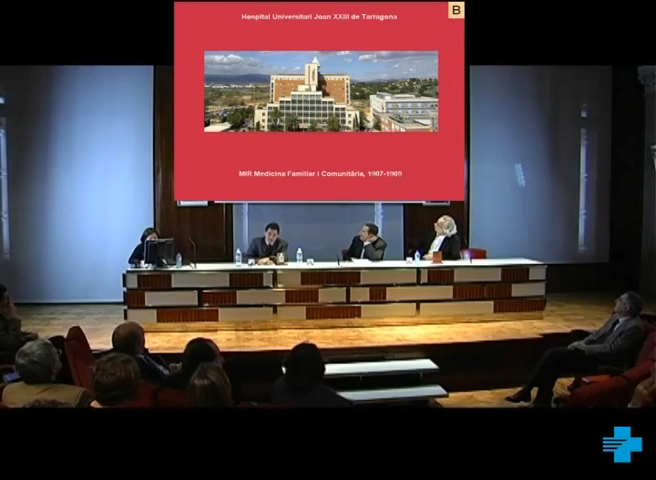 Hospital Universitari Joan XXIII de Tarragona
B
MIR Medicina Familiar i Comunitària, 1987-1989